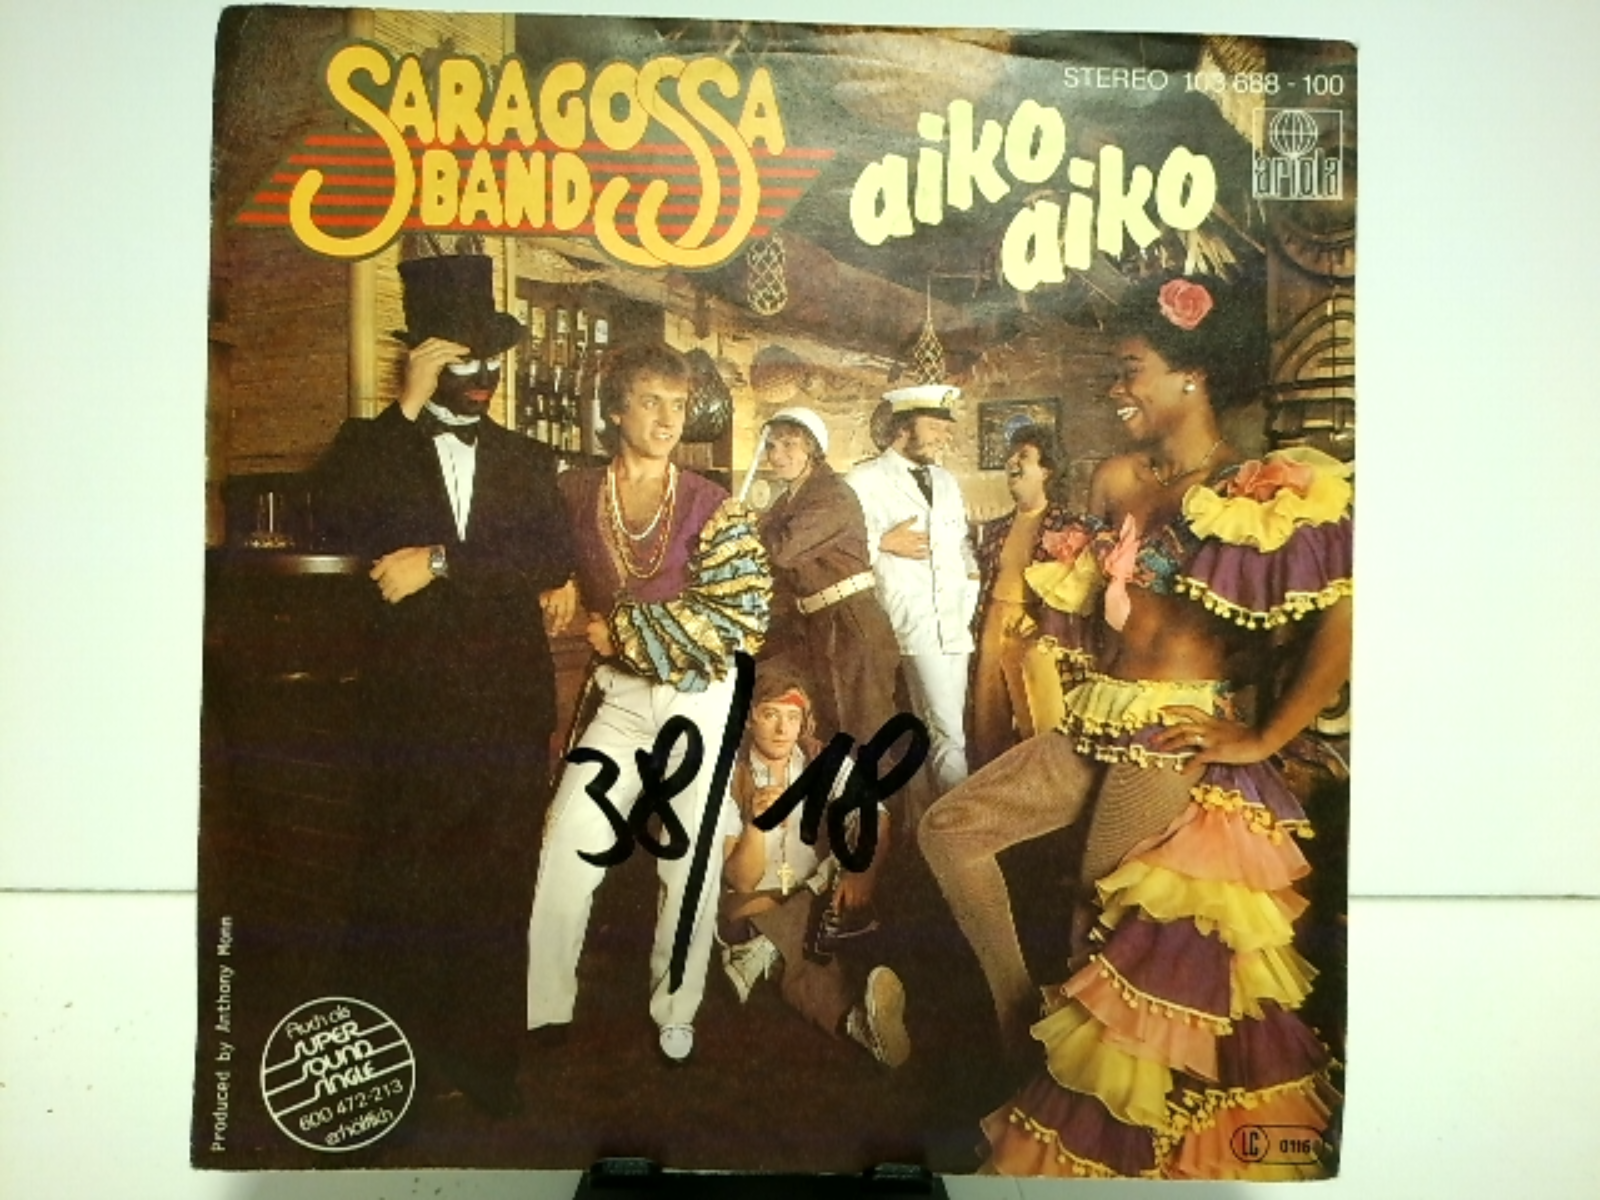 SARAGOSSA
BAND
aiko
aiko
STEREO 103 688 - 100
ariola
38/18
Produced by Anthony Monn
Auch als
SUPER
SOUND
SINGLE
600 472-213
erhältlich
LC 0116